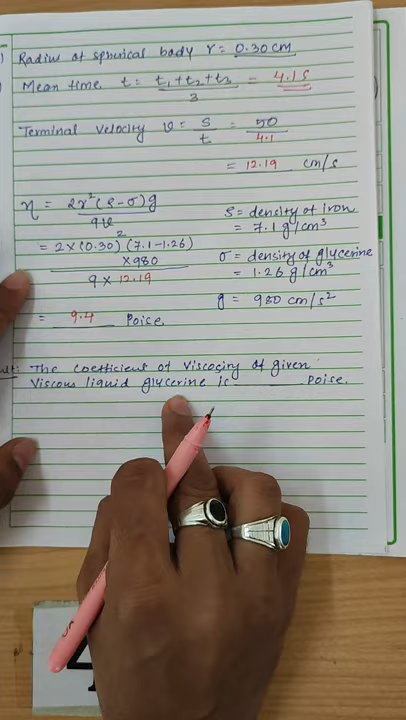 Radius of spherical body r = 0.30 cm
Mean time t = t₁+t₂+t₃ / 3 = 4.1 s
Terminal velocity v = s/t = 50/4.1
= 12.19 cm/s
η = 2r²(ρ-σ)g / 9v
= 2×(0.30)²(7.1-1.26) ×980 / 9 × 12.19
= 9.4 Poise.
ρ = density of iron
= 7.1 g/cm³
σ = density of glycerine
= 1.26 g/cm³
g = 980 cm/s²
The coefficient of viscosity of given
viscous liquid glycerine is ____ poise.